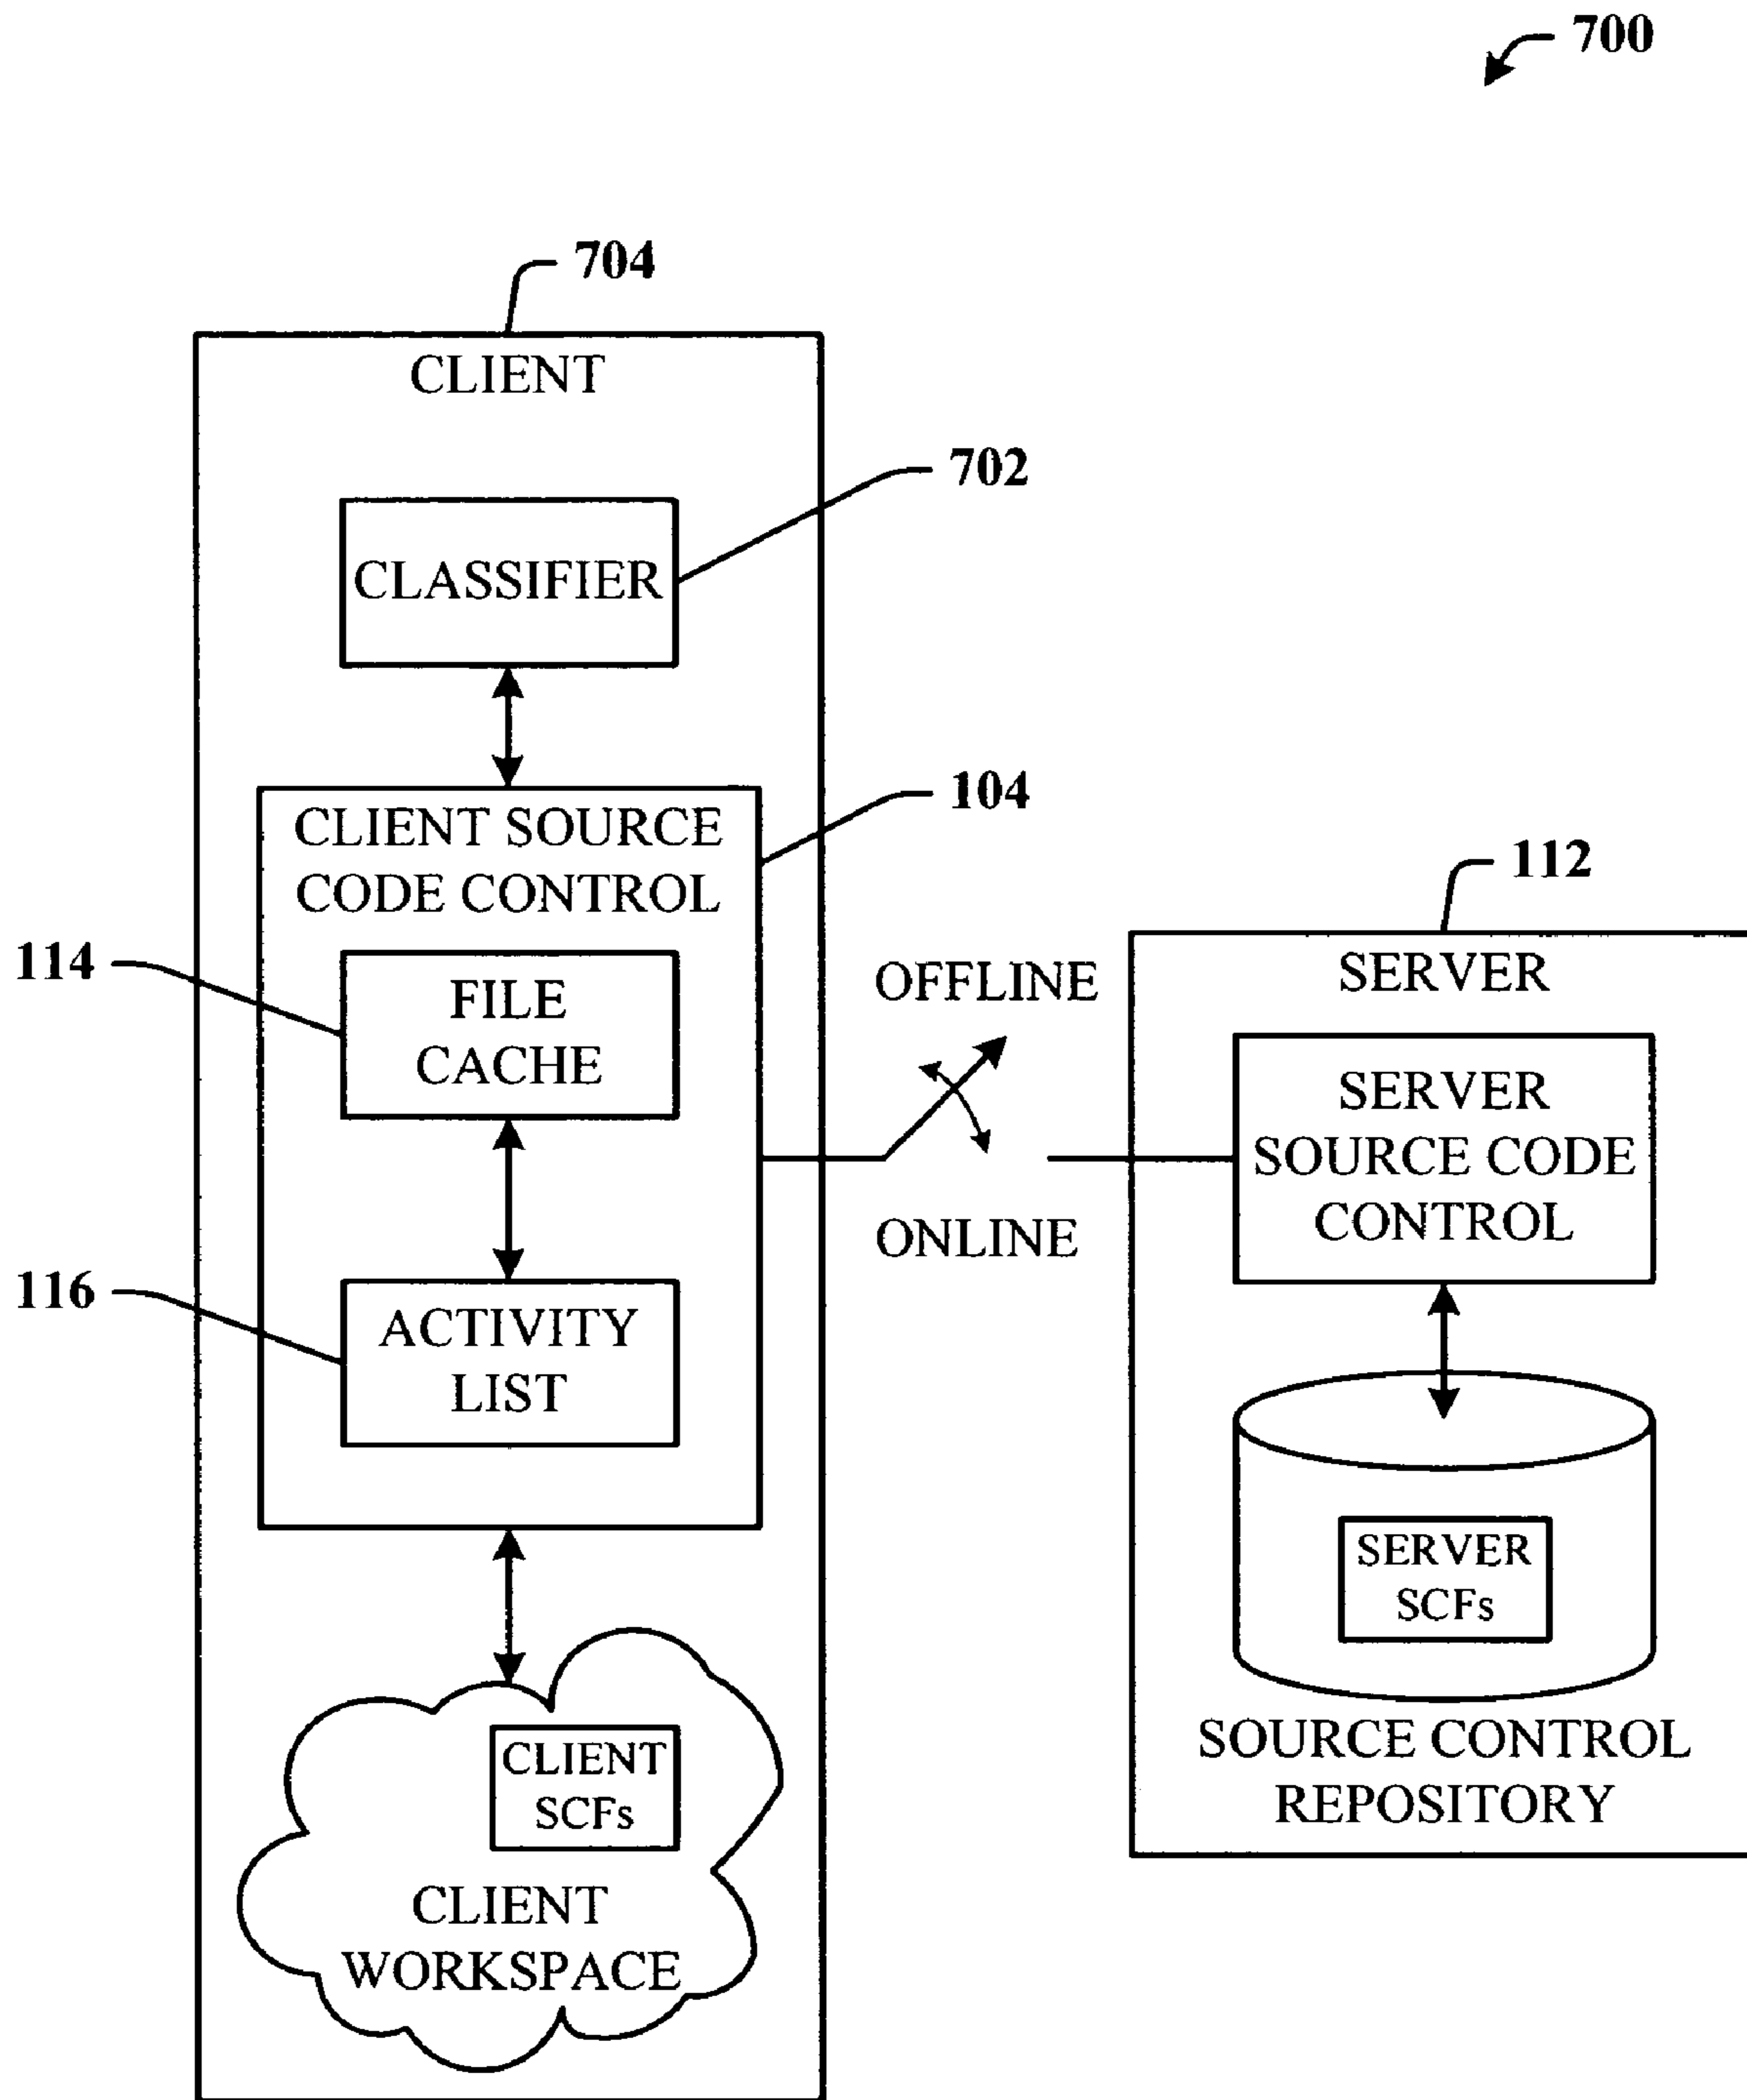 700
704
CLIENT
702
CLASSIFIER
104
CLIENT SOURCE
CODE CONTROL
114
FILE
CACHE
116
ACTIVITY
LIST
CLIENT
SCFs
CLIENT
WORKSPACE
OFFLINE
ONLINE
112
SERVER
SERVER
SOURCE CODE
CONTROL
SERVER
SCFs
SOURCE CONTROL
REPOSITORY